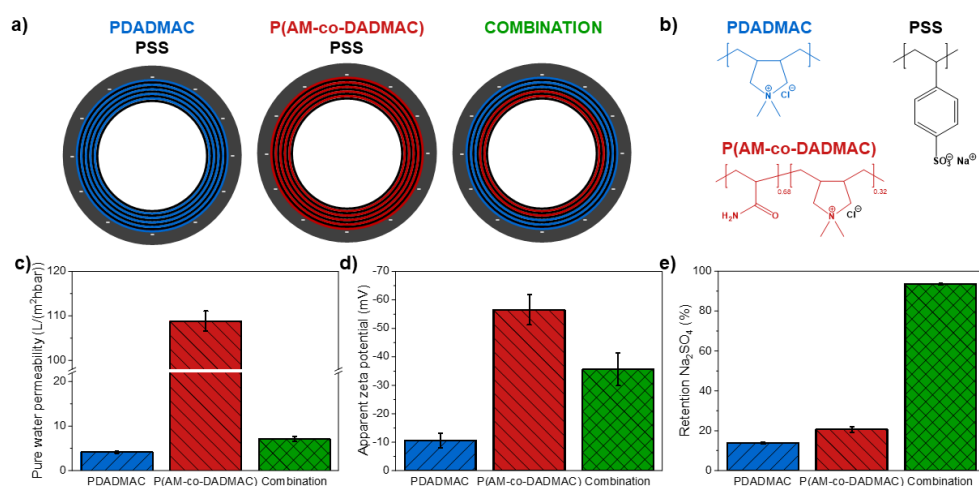 a)
PDADMAC
PSS
P(AM-co-DADMAC)
PSS
COMBINATION
b)
PDADMAC
N
⊕
Cl⊖
PSS
SO₃⊖ Na⊕
P(AM-co-DADMAC)
0.68
0.32
H₂N
O
N
⊕
Cl⊖
c)
Pure water permeability (L/(m²hbar))
120
110
100
20
10
5
0
PDADMAC
P(AM-co-DADMAC)
Combination
d)
Apparent zeta potential (mV)
-70
-60
-50
-40
-30
-20
-10
0
PDADMAC
P(AM-co-DADMAC)
Combination
e)
Retention Na₂SO₄ (%)
100
80
60
40
20
0
PDADMAC
P(AM-co-DADMAC)
Combination